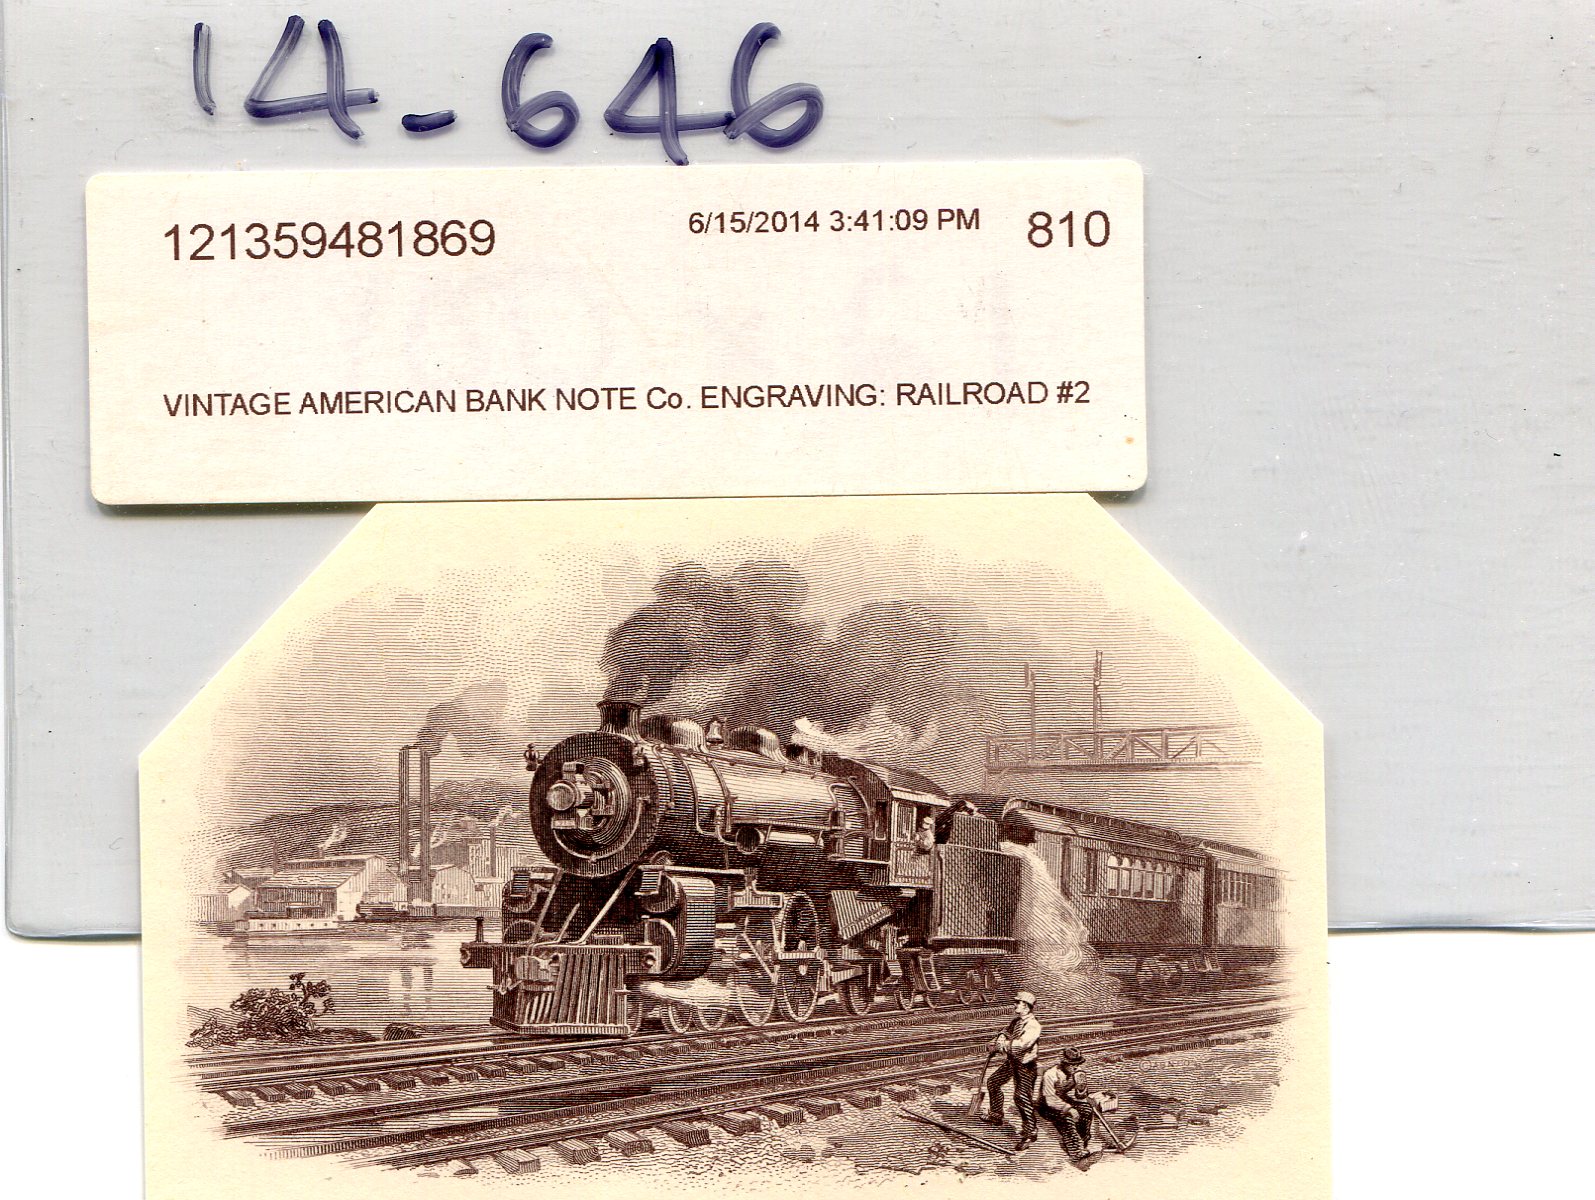 14-646
121359481869 6/15/2014 3:41:09 PM 810
VINTAGE AMERICAN BANK NOTE Co. ENGRAVING: RAILROAD #2